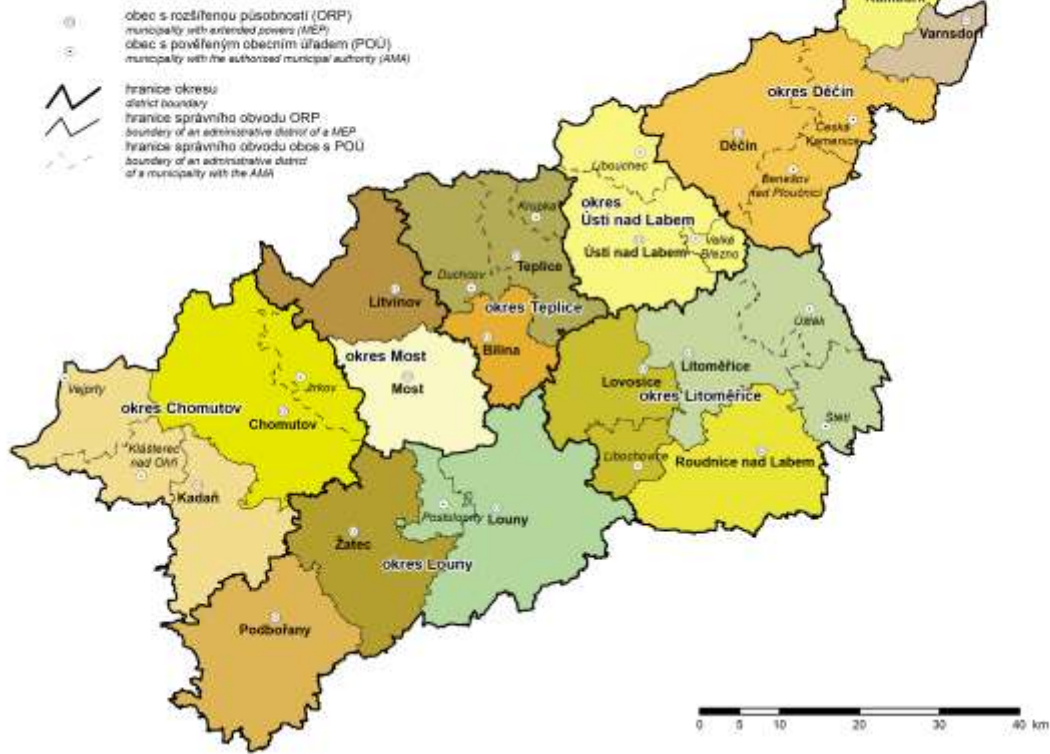 obec s rozšířenou působností (ORP)
municipality with extended powers (MEP)
obec s pověřeným obecním úřadem (POÚ)
municipality with the authorised municipal authority (AMA)
hranice okresu
district boundary
hranice správního obvodu ORP
boundary of an administrative district of a MEP
hranice správního obvodu obce s POÚ
boundary of an administrative district
of a municipality with the AMA
Varnsdorf
okres Děčín
Děčín
Česká
Kamenice
Benešov
nad Ploučnicí
Libouchec
okres
Ústí nad Labem
Ústí nad Labem
Velké
Březno
Krupka
Teplice
Duchcov
okres Teplice
Bílina
Litvínov
okres Most
Most
Úštěk
Litoměřice
Lovosice
okres Litoměřice
Štětí
Libochovice
Roudnice nad Labem
Vejprty
Jirkov
okres Chomutov
Chomutov
Klášterec
nad Ohří
Kadaň
Postoloprty
Louny
Žatec
okres Louny
Podbořany
0 5 10 20 30 40 km